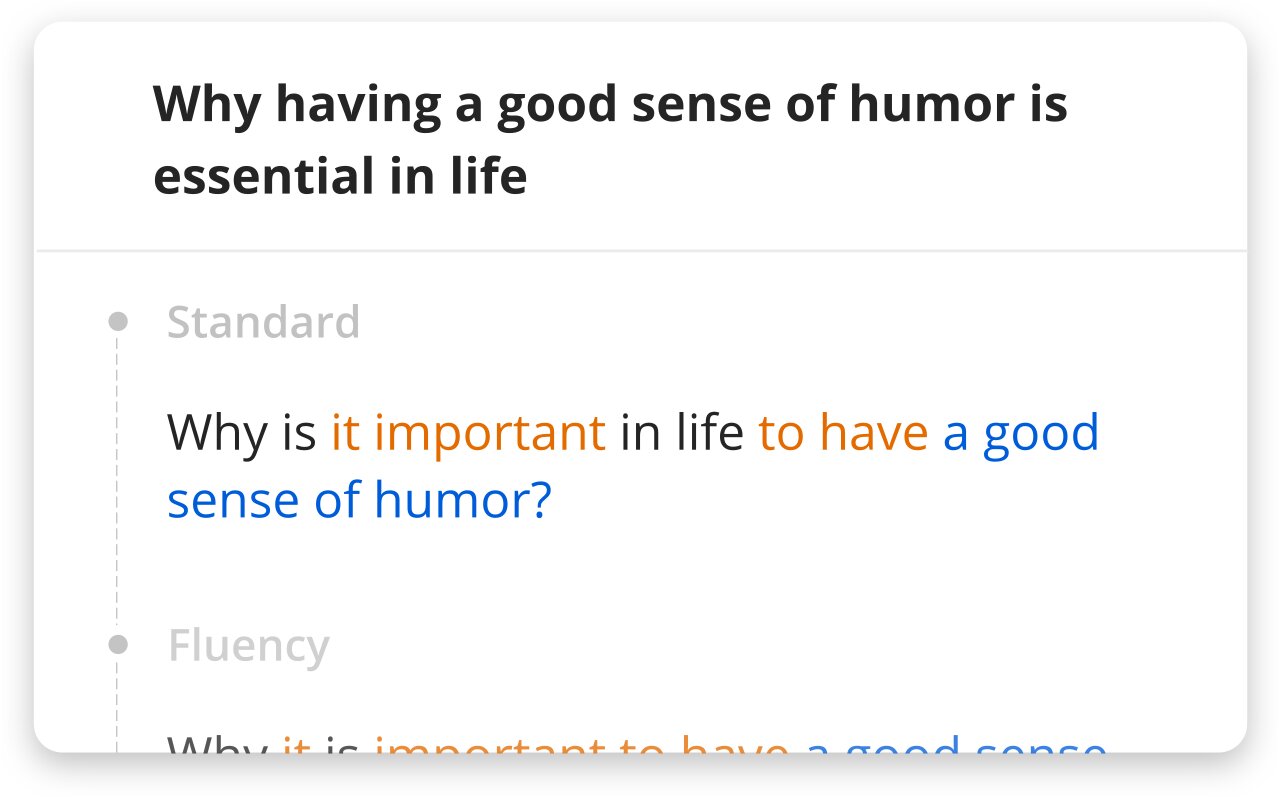 Why having a good sense of humor is
essential in life
Standard
Why is it important in life to have a good
sense of humor?
Fluency
Why it is important to have a good sense